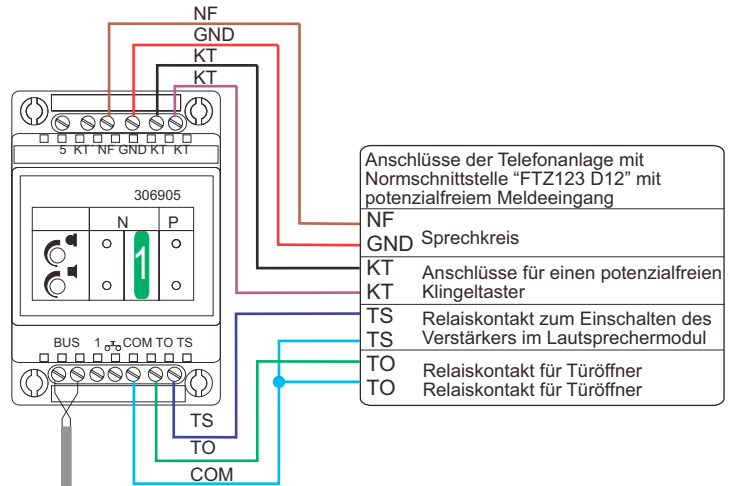 NF
GND
KT
KT
5 KT NF GND KT KT
306905
N P
1
BUS 1 COM TO TS
TS
TO
COM
Anschlüsse der Telefonanlage mit
Normschnittstelle “FTZ123 D12” mit
potenzialfreiem Meldeeingang
NF
GND Sprechkreis
KT Anschlüsse für einen potenzialfreien
KT Klingeltaster
TS Relaiskontakt zum Einschalten des
TS Verstärkers im Lautsprechermodul
TO Relaiskontakt für Türöffner
TO Relaiskontakt für Türöffner